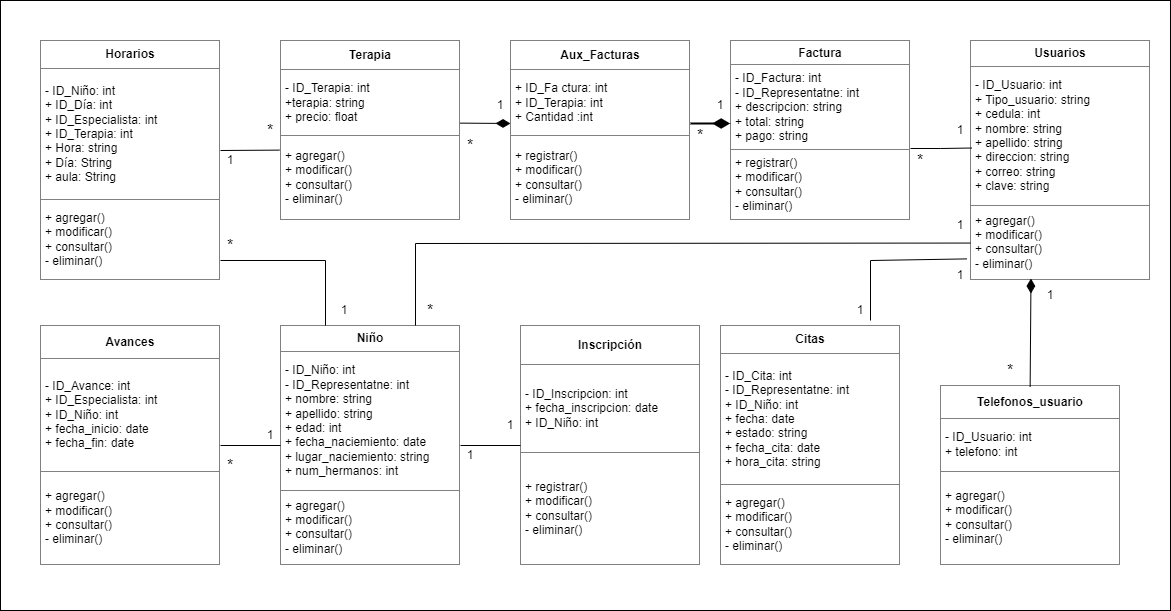 Horarios
- ID_Niño: int
+ ID_Día: int
+ ID_Especialista: int
+ ID_Terapia: int
+ Hora: string
+ Día: String
+ aula: String
+ agregar()
+ modificar()
+ consultar()
- eliminar()
*
1
Terapia
- ID_Terapia: int
+terapia: string
+ precio: float
+ agregar()
+ modificar()
+ consultar()
- eliminar()
1
*
Aux_Facturas
+ ID_Fa ctura: int
+ ID_Terapia: int
+ Cantidad :int
+ registrar()
+ modificar()
+ consultar()
- eliminar()
1
*
Factura
- ID_Factura: int
- ID_Representatne: int
+ descripcion: string
+ total: string
+ pago: string
+ registrar()
+ modificar()
+ consultar()
- eliminar()
1
*
Usuarios
- ID_Usuario: int
+ Tipo_usuario: string
+ cedula: int
+ nombre: string
+ apellido: string
+ direccion: string
+ correo: string
+ clave: string
+ agregar()
+ modificar()
+ consultar()
- eliminar()
*
1
*
1
1
1
1
*
Avances
- ID_Avance: int
+ ID_Especialista: int
+ ID_Niño: int
+ fecha_inicio: date
+ fecha_fin: date
+ agregar()
+ modificar()
+ consultar()
- eliminar()
1
*
Niño
- ID_Niño: int
- ID_Representatne: int
+ nombre: string
+ apellido: string
+ edad: int
+ fecha_naciemiento: date
+ lugar_naciemiento: string
+ num_hermanos: int
+ agregar()
+ modificar()
+ consultar()
- eliminar()
1
1
Inscripción
- ID_Inscripcion: int
+ fecha_inscripcion: date
+ ID_Niño: int
+ registrar()
+ modificar()
+ consultar()
- eliminar()
Citas
- ID_Cita: int
- ID_Representatne: int
+ ID_Niño: int
+ fecha: date
+ estado: string
+ fecha_cita: date
+ hora_cita: string
+ agregar()
+ modificar()
+ consultar()
- eliminar()
Telefonos_usuario
- ID_Usuario: int
+ telefono: int
+ agregar()
+ modificar()
+ consultar()
- eliminar()